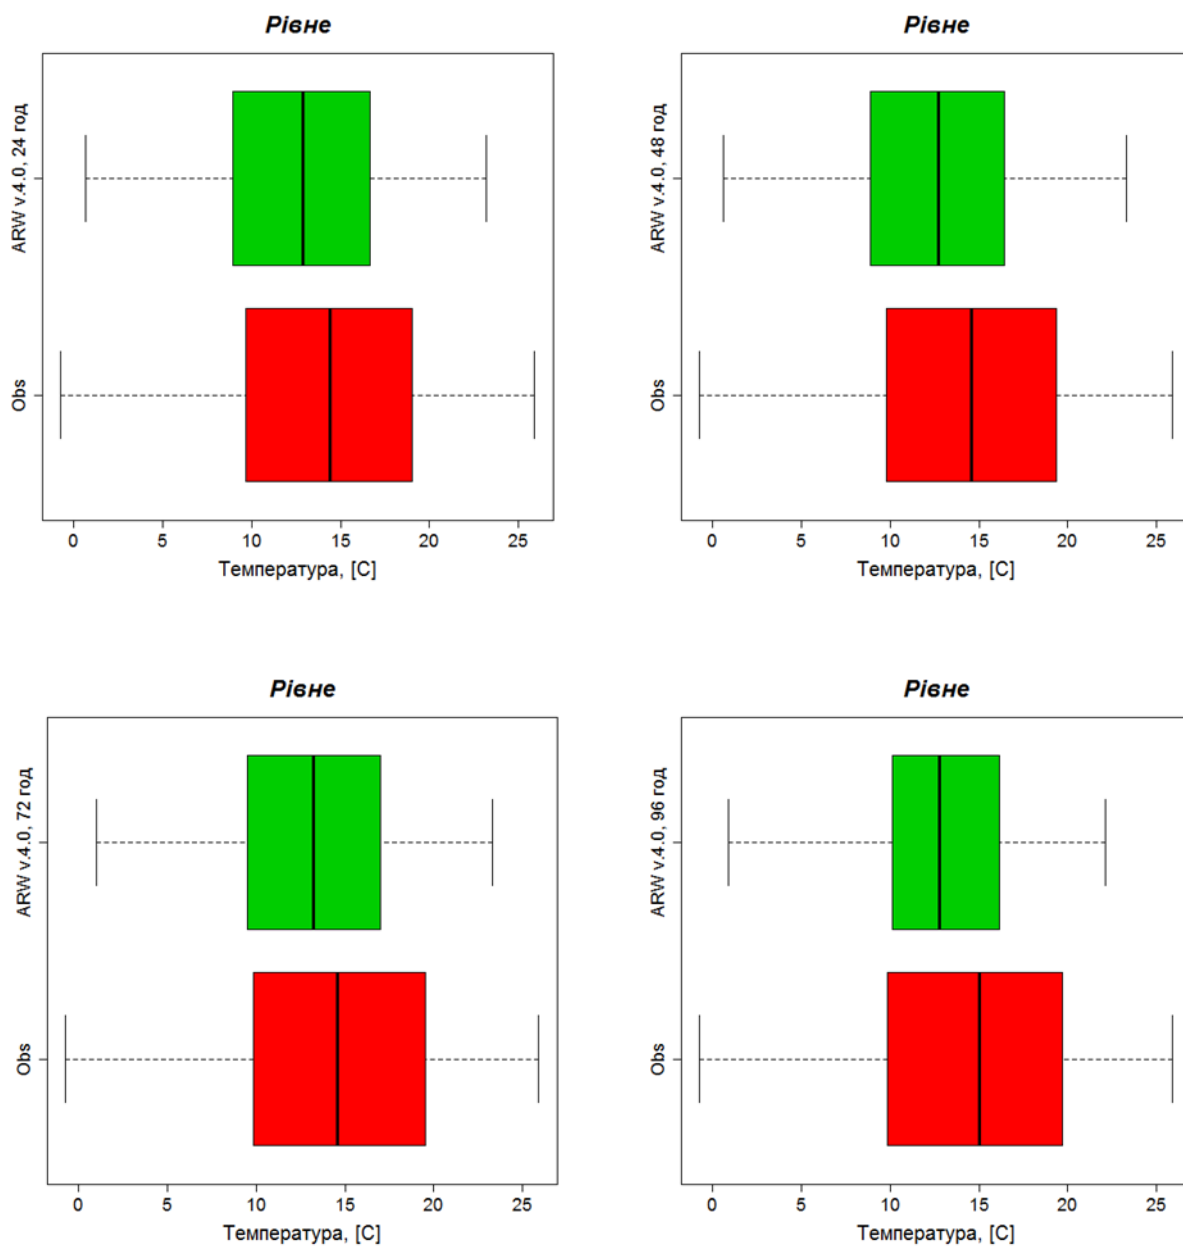 Рівне
ARW v.4.0, 24 год
Obs
0 5 10 15 20 25
Температура, [C]
Рівне
ARW v.4.0, 48 год
Obs
0 5 10 15 20 25
Температура, [C]
Рівне
ARW v.4.0, 72 год
Obs
0 5 10 15 20 25
Температура, [C]
Рівне
ARW v.4.0, 96 год
Obs
0 5 10 15 20 25
Температура, [C]